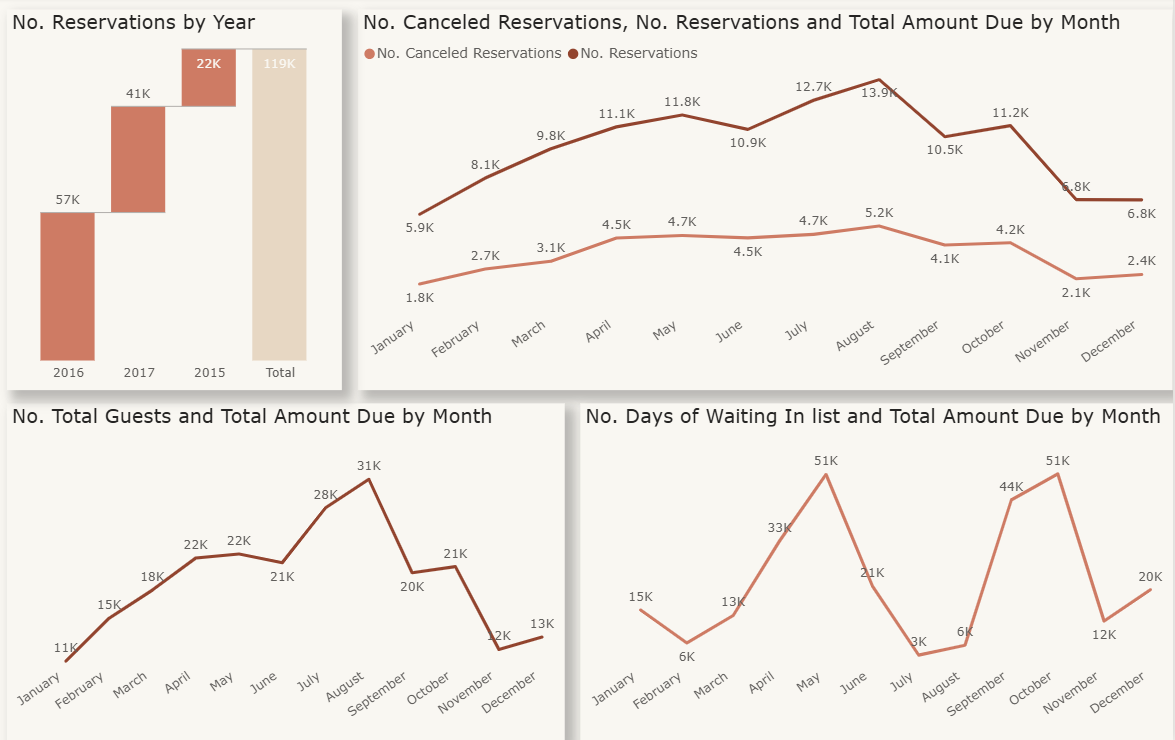 No. Reservations by Year
22K
119K
41K
57K
2016 2017 2015 Total
No. Canceled Reservations, No. Reservations and Total Amount Due by Month
No. Canceled Reservations No. Reservations
5.9K 8.1K 9.8K 11.1K 11.8K 10.9K 12.7K 13.9K 10.5K 11.2K 6.8K 6.8K
1.8K 2.7K 3.1K 4.5K 4.7K 4.5K 4.7K 5.2K 4.1K 4.2K 2.1K 2.4K
January February March April May June July August September October November December
No. Total Guests and Total Amount Due by Month
11K 15K 18K 22K 22K 21K 28K 31K 20K 21K 12K 13K
January February March April May June July August September October November December
No. Days of Waiting In list and Total Amount Due by Month
15K 6K 13K 33K 51K 21K 3K 6K 44K 51K 12K 20K
January February March April May June July August September October November December